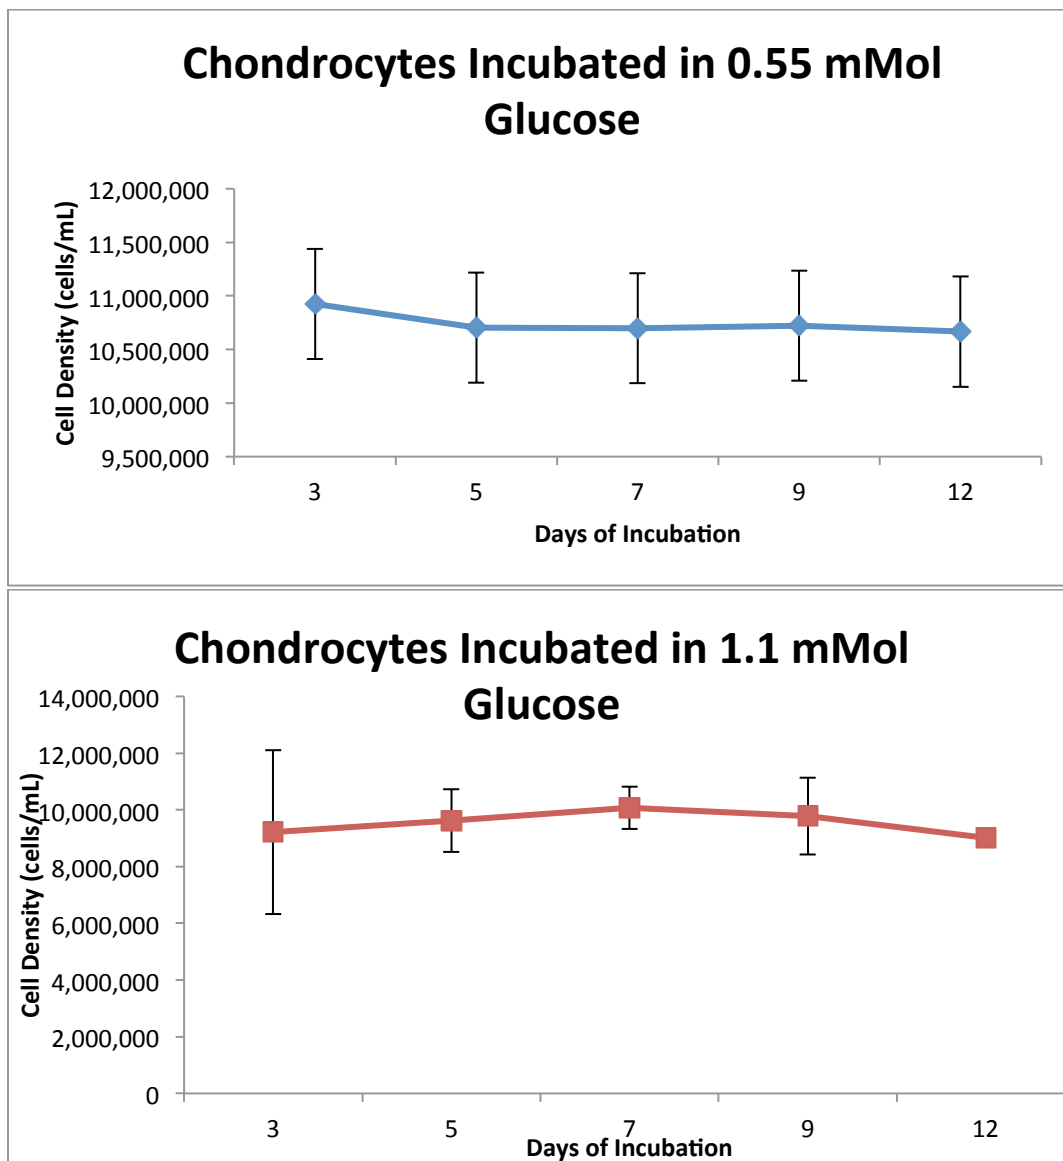 Chondrocytes Incubated in 0.55 mMol
Glucose
Cell Density (cells/mL)
12,000,000
11,500,000
11,000,000
10,500,000
10,000,000
9,500,000
3 5 7 9 12
Days of Incubation
Chondrocytes Incubated in 1.1 mMol
Glucose
Cell Density (cells/mL)
14,000,000
12,000,000
10,000,000
8,000,000
6,000,000
4,000,000
2,000,000
0
3 5 7 9 12
Days of Incubation